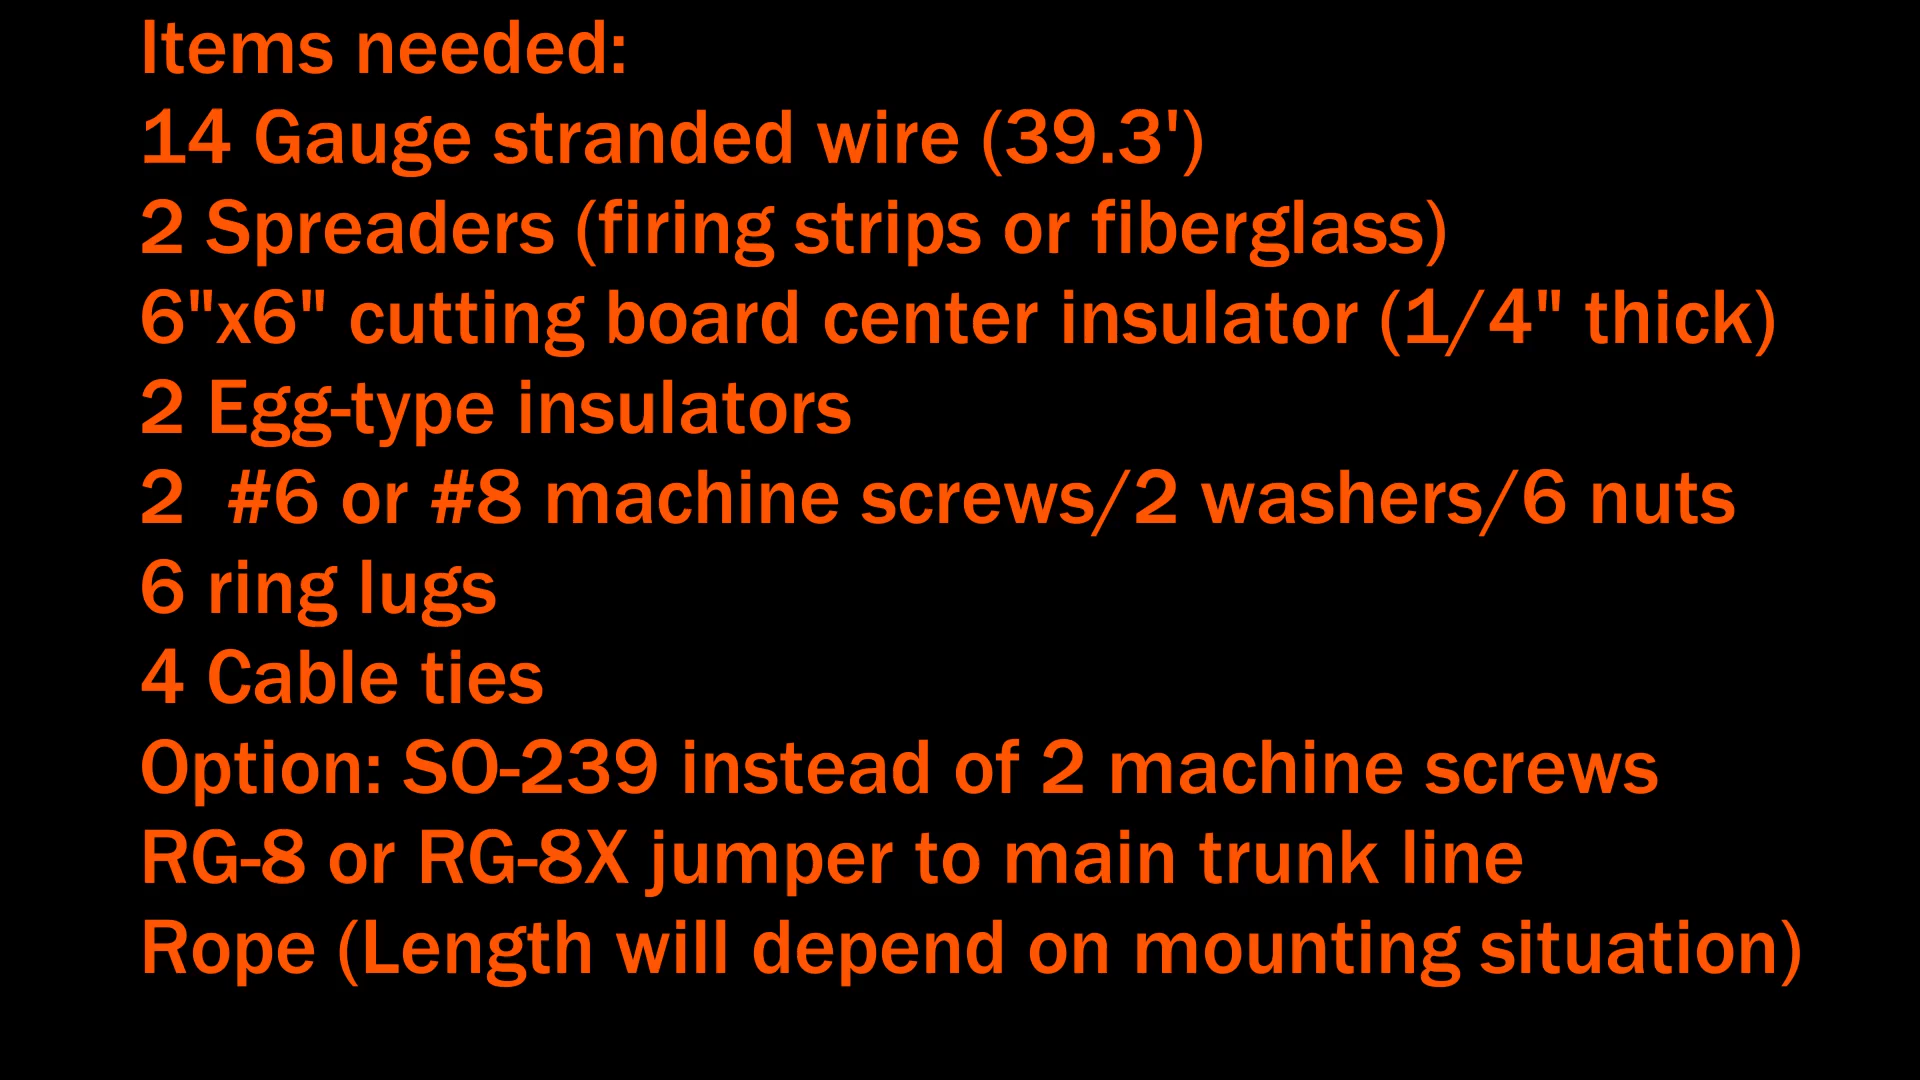 Items needed:
14 Gauge stranded wire (39.3')
2 Spreaders (firing strips or fiberglass)
6"x6" cutting board center insulator (1/4" thick)
2 Egg-type insulators
2  #6 or #8 machine screws/2 washers/6 nuts
6 ring lugs
4 Cable ties
Option: SO-239 instead of 2 machine screws
RG-8 or RG-8X jumper to main trunk line
Rope (Length will depend on mounting situation)